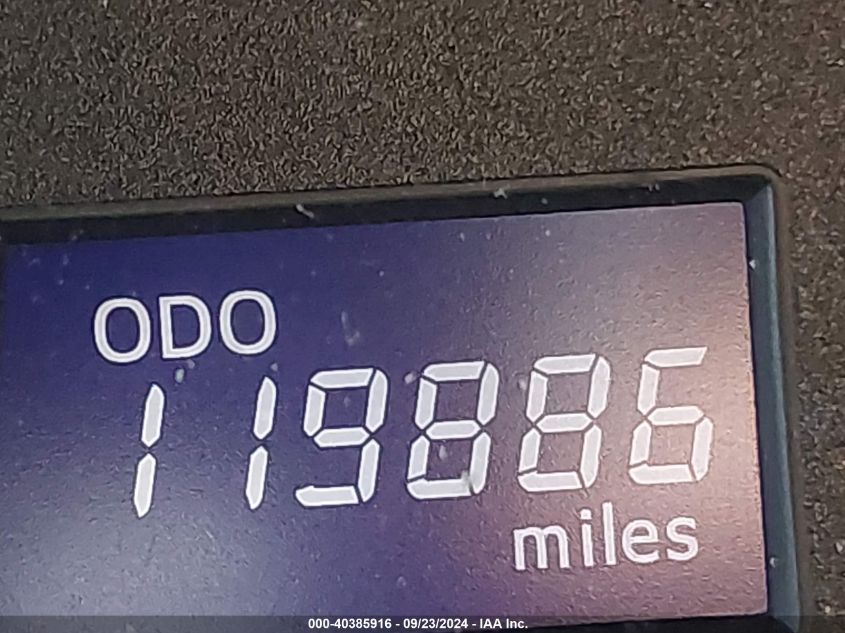 ODO
119886
miles
000-40385916 - 09/23/2024 - IAA Inc.